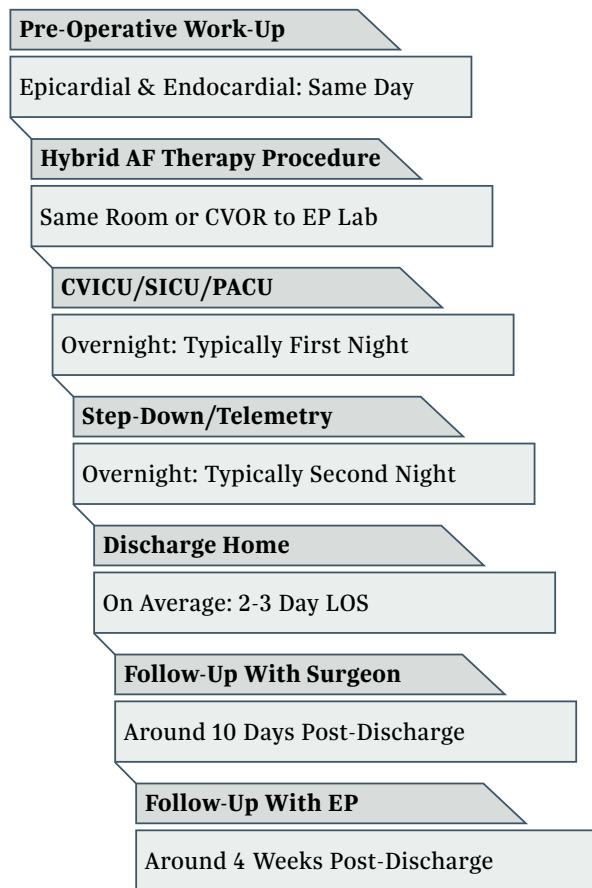 Pre-Operative Work-Up
Epicardial & Endocardial: Same Day
Hybrid AF Therapy Procedure
Same Room or CVOR to EP Lab
CVICU/SICU/PACU
Overnight: Typically First Night
Step-Down/Telemetry
Overnight: Typically Second Night
Discharge Home
On Average: 2-3 Day LOS
Follow-Up With Surgeon
Around 10 Days Post-Discharge
Follow-Up With EP
Around 4 Weeks Post-Discharge